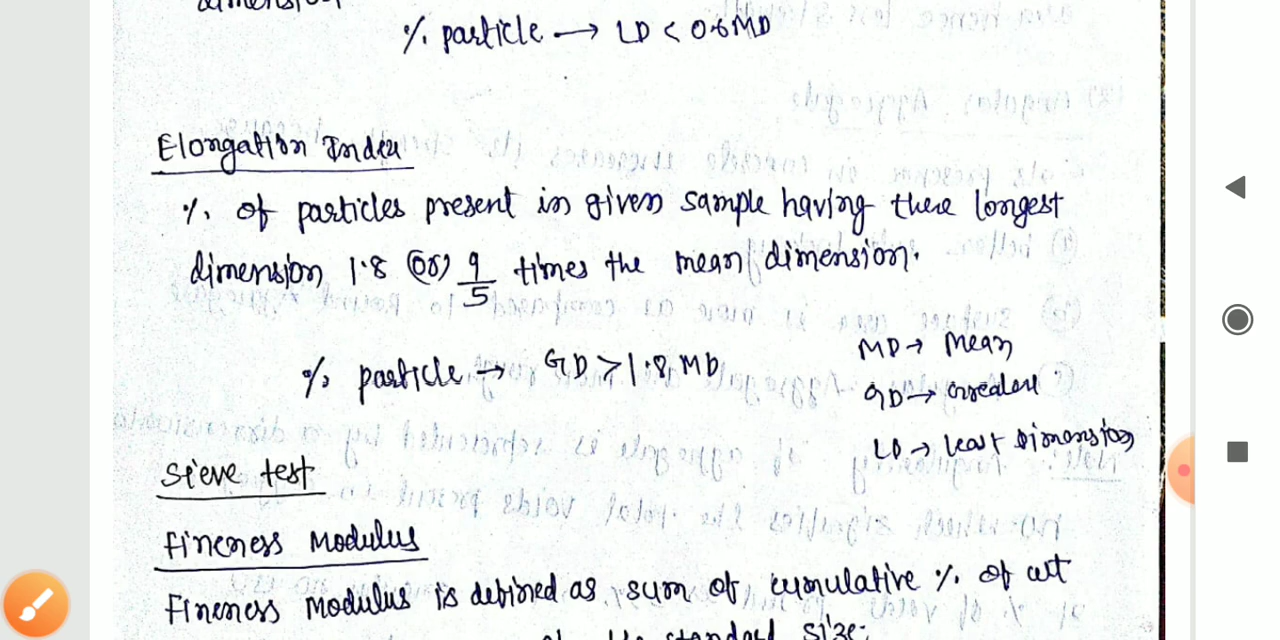 % particle → LD < 0.6 MD
Elongation Index
% of particles present in given sample having there longest
dimension 1.8 (or) 9/5 times the mean dimension.
% particle → GD > 1.8 MD
MD → Mean
GD → Greatest
LD → Least Dimension
Sieve test
Fineness Modulus
Fineness Modulus is defined as sum of cumulative % of wt
standard size: